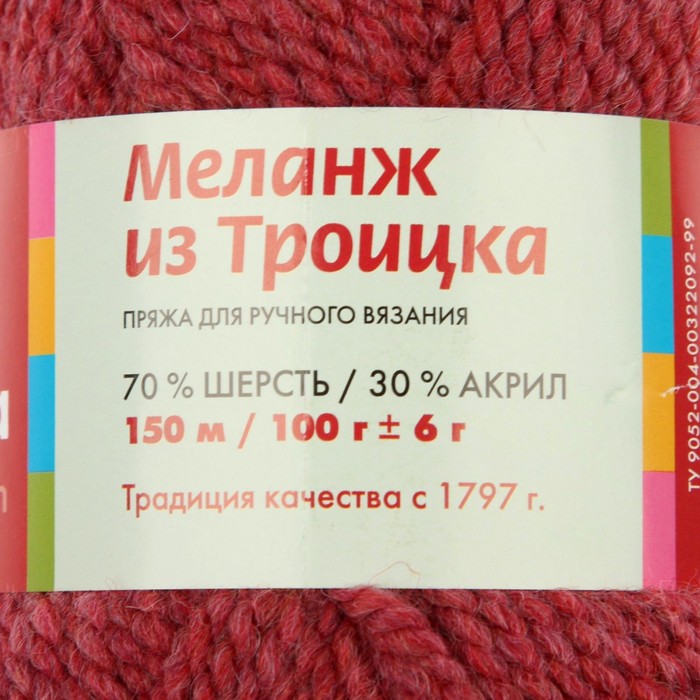 Меланж
из Троицка
ПРЯЖА ДЛЯ РУЧНОГО ВЯЗАНИЯ
70 % ШЕРСТЬ / 30 % АКРИЛ
150 м / 100 г ± 6 г
Традиция качества с 1797 г.
ТУ 9052-004-00322092-99